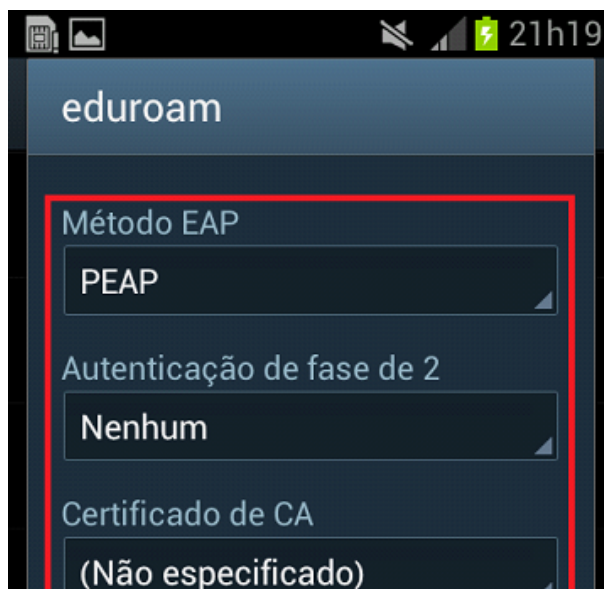 21h19
eduroam
Método EAP
PEAP
Autenticação de fase de 2
Nenhum
Certificado de CA
(Não especificado)